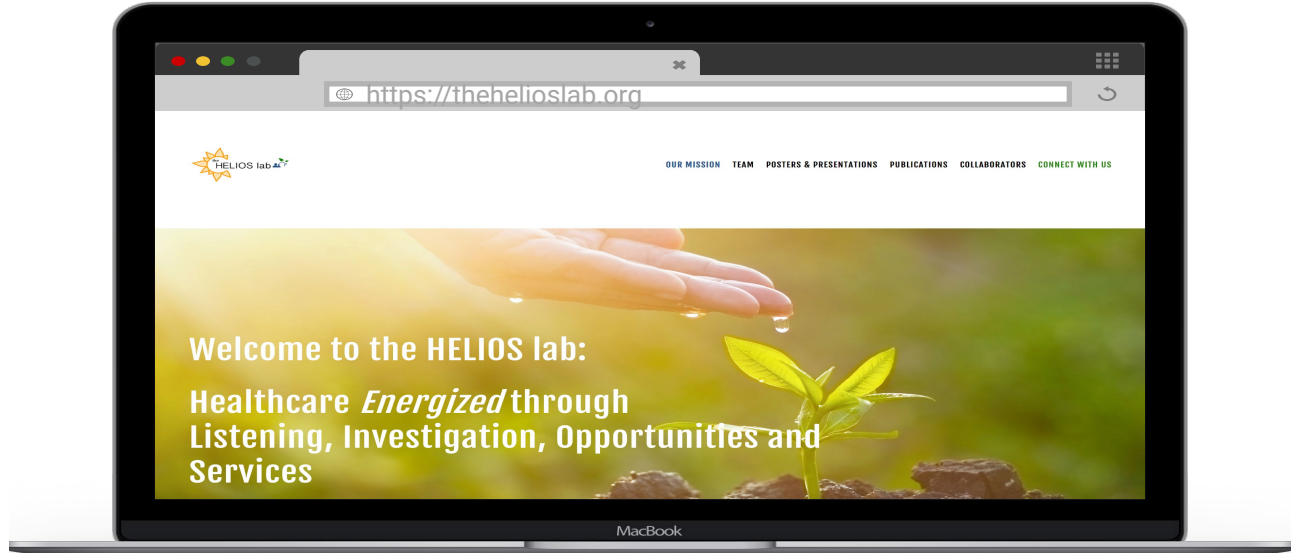 https://thehelioslab.org
the
HELIOS lab
OUR MISSION TEAM POSTERS & PRESENTATIONS PUBLICATIONS COLLABORATORS CONNECT WITH US
Welcome to the HELIOS lab:
Healthcare Energized through
Listening, Investigation, Opportunities and
Services
MacBook